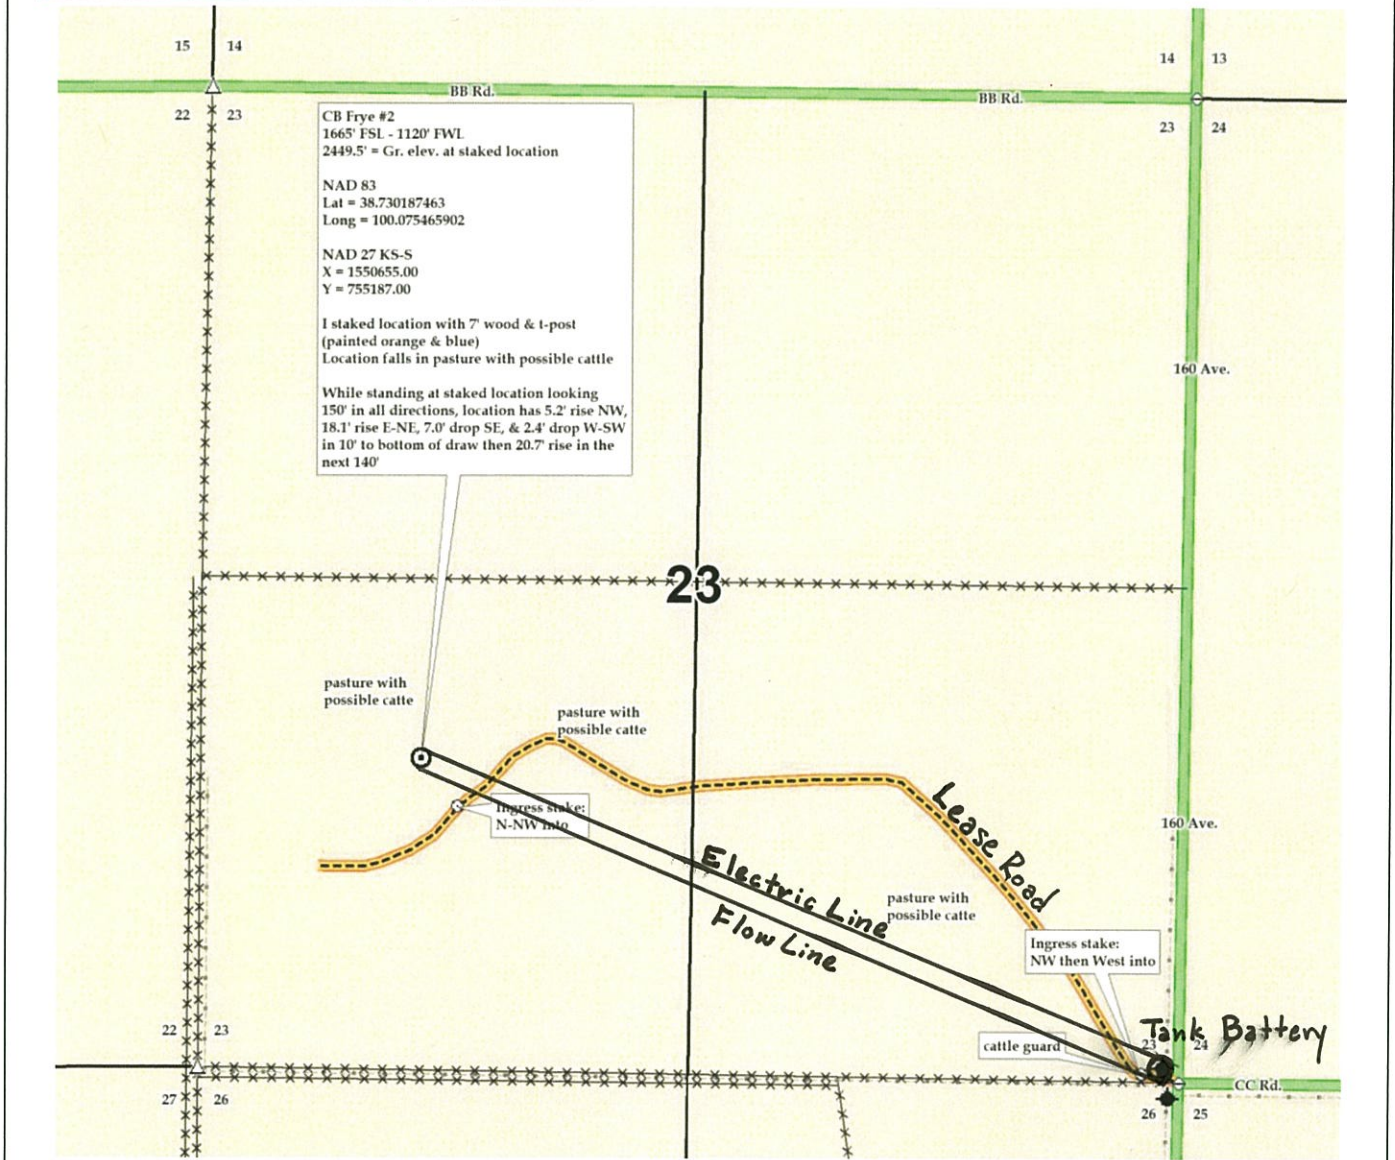 15 14
14 13
BB Rd.
BB Rd.
22 23
23 24
CB Frye #2
1665' FSL - 1120' FWL
2449.5' = Gr. elev. at staked location
NAD 83
Lat = 38.730187463
Long = 100.075465902
NAD 27 KS-S
X = 1550655.00
Y = 755187.00
I staked location with 7' wood & t-post
(painted orange & blue)
Location falls in pasture with possible cattle
While standing at staked location looking
150' in all directions, location has 5.2' rise NW,
18.1' rise E-NE, 7.0' drop SE, & 2.4' drop W-SW
in 10' to bottom of draw then 20.7' rise in the
next 140'
160 Ave.
23
pasture with
possible catte
pasture with
possible catte
Ingress stake:
N-NW into
Lease Road
160 Ave.
Electric Line
Flow Line
pasture with
possible catte
Ingress stake:
NW then West into
Tank Battery
22 23
cattle guard
23 24
CC Rd.
27 26
26 25